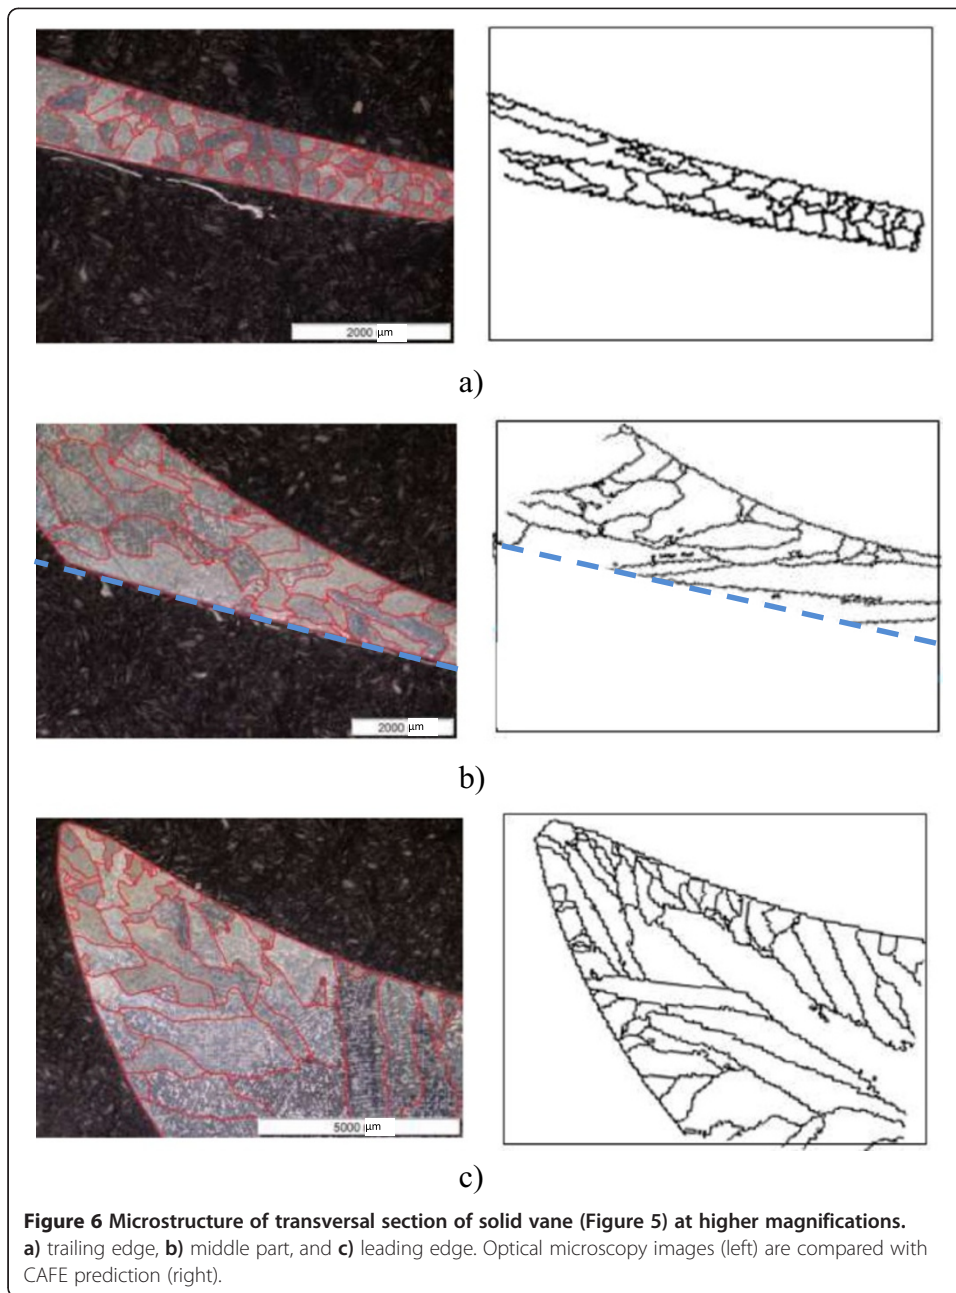 2000 μm
a)
2000 μm
b)
5000 μm
c)
Figure 6 Microstructure of transversal section of solid vane (Figure 5) at higher magnifications.
a) trailing edge, b) middle part, and c) leading edge. Optical microscopy images (left) are compared with
CAFE prediction (right).